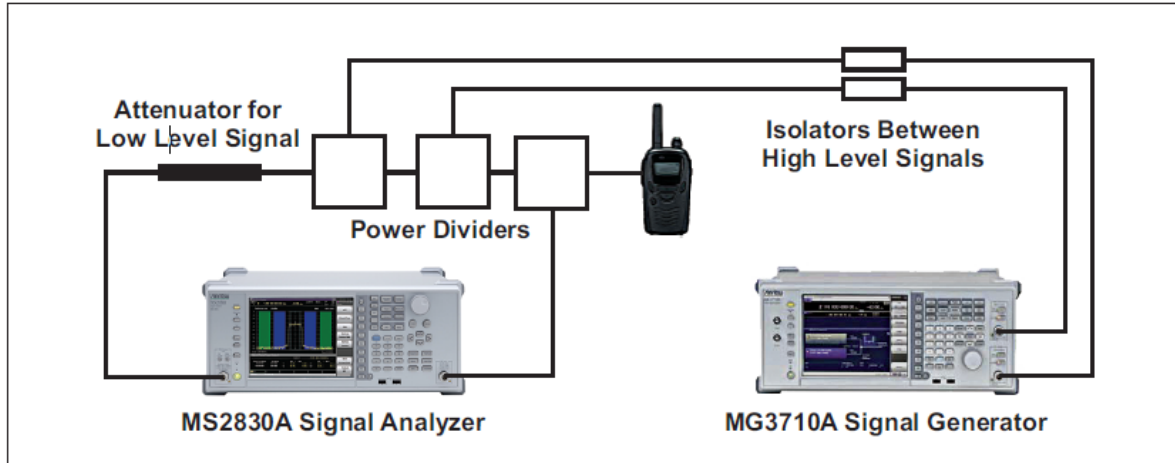 Attenuator for
Low Level Signal
Isolators Between
High Level Signals
Power Dividers
MS2830A Signal Analyzer
MG3710A Signal Generator